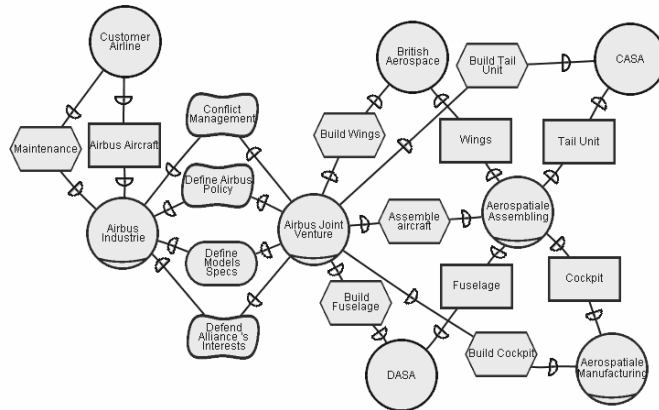 Customer
Airline
British
Aerospace
Build Tail
Unit
CASA
Conflict
Management
Maintenance
Airbus Aircraft
Build Wings
Wings
Tail Unit
Define Airbus
Policy
Airbus
Industrie
Airbus Joint
Venture
Assemble
aircraft
Aerospatiale
Assembling
Define Models
Specs
Build
Fuselage
Fuselage
Cockpit
Defend
Alliance 's
Interests
Build Cockpit
DASA
Aerospatiale
Manufacturing